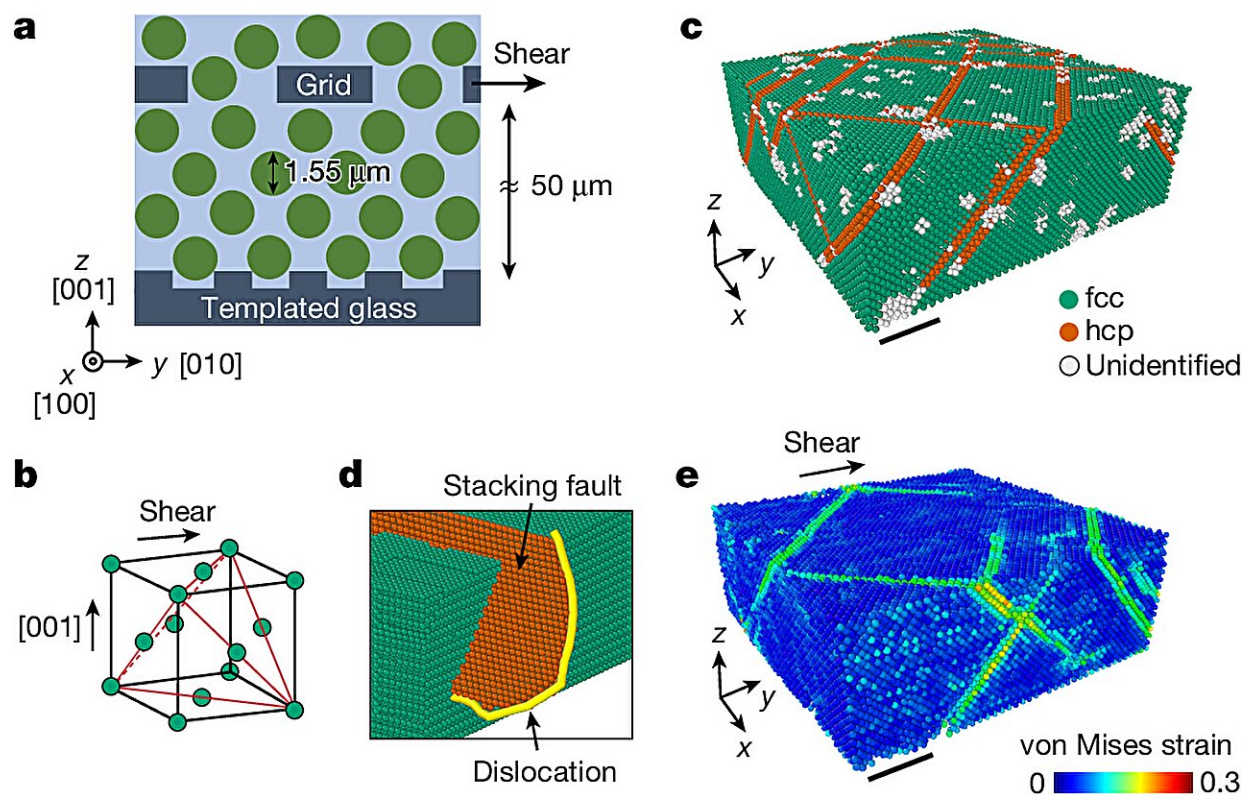 a
Shear
Grid
1.55 μm
≈ 50 μm
Templated glass
z
[001]
x
[100]
y [010]
b
Shear
[001]
c
z
y
x
fcc
hcp
Unidentified
d
Stacking fault
Dislocation
e
Shear
z
y
x
von Mises strain
0
0.3